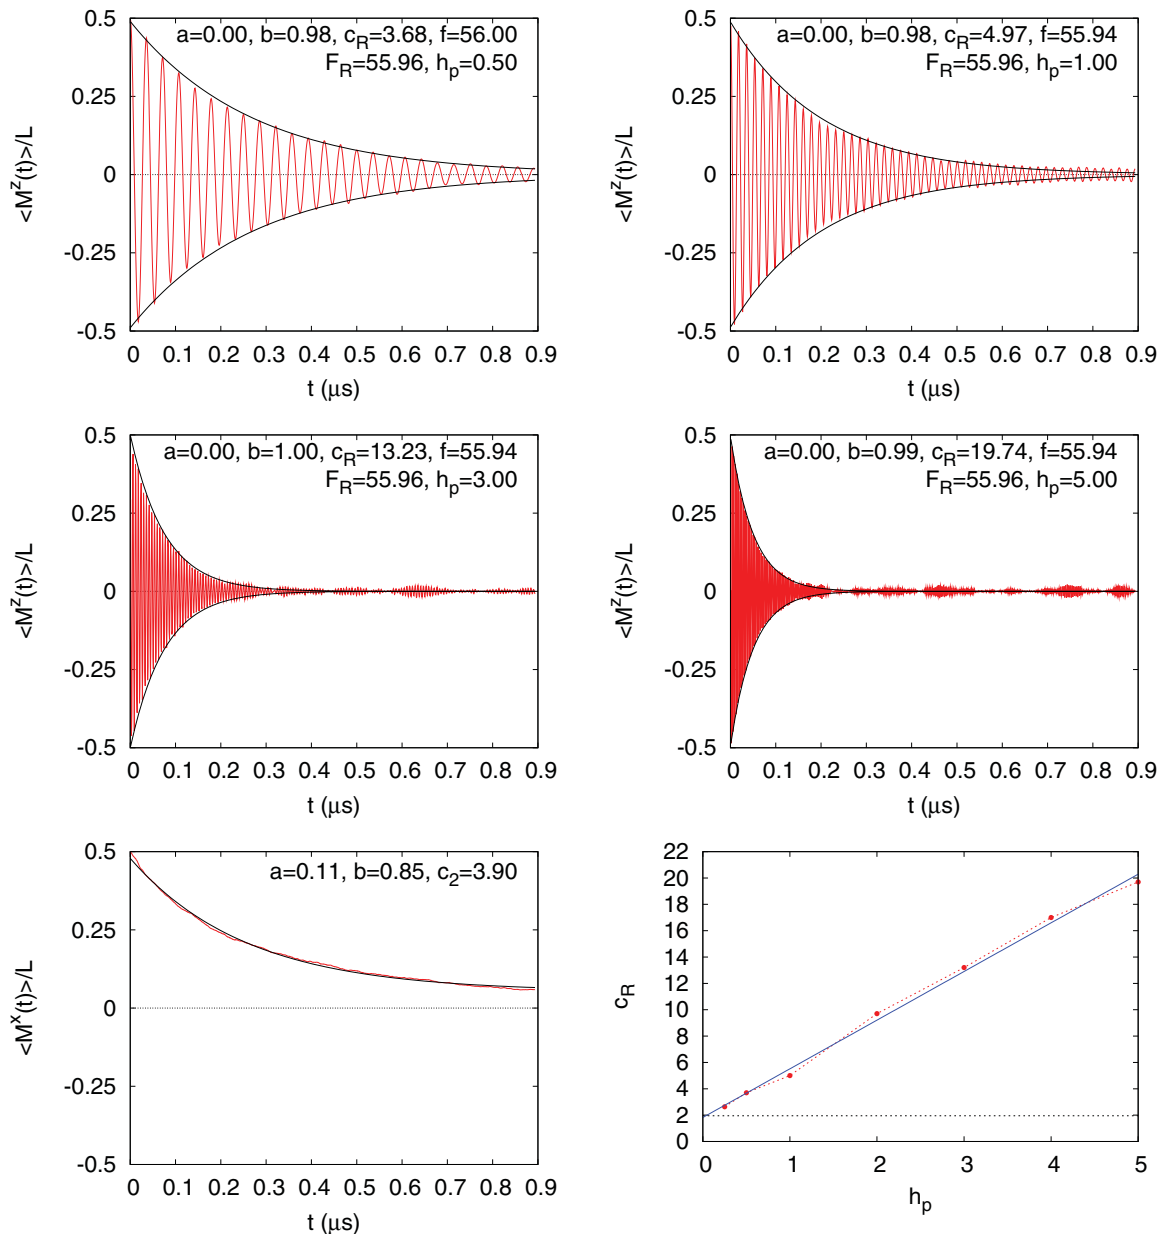 a=0.00, b=0.98, c_R=3.68, f=56.00
F_R=55.96, h_p=0.50
0.5
0.25
0
-0.25
-0.5
<M^z(t)>/L
0 0.1 0.2 0.3 0.4 0.5 0.6 0.7 0.8 0.9
t (μs)
a=0.00, b=0.98, c_R=4.97, f=55.94
F_R=55.96, h_p=1.00
0.5
0.25
0
-0.25
-0.5
<M^z(t)>/L
0 0.1 0.2 0.3 0.4 0.5 0.6 0.7 0.8 0.9
t (μs)
a=0.00, b=1.00, c_R=13.23, f=55.94
F_R=55.96, h_p=3.00
0.5
0.25
0
-0.25
-0.5
<M^z(t)>/L
0 0.1 0.2 0.3 0.4 0.5 0.6 0.7 0.8 0.9
t (μs)
a=0.00, b=0.99, c_R=19.74, f=55.94
F_R=55.96, h_p=5.00
0.5
0.25
0
-0.25
-0.5
<M^z(t)>/L
0 0.1 0.2 0.3 0.4 0.5 0.6 0.7 0.8 0.9
t (μs)
a=0.11, b=0.85, c_2=3.90
0.5
0.25
0
-0.25
-0.5
<M^x(t)>/L
0 0.1 0.2 0.3 0.4 0.5 0.6 0.7 0.8 0.9
t (μs)
22
20
18
16
14
12
10
8
6
4
2
0
c_R
0 1 2 3 4 5
h_p